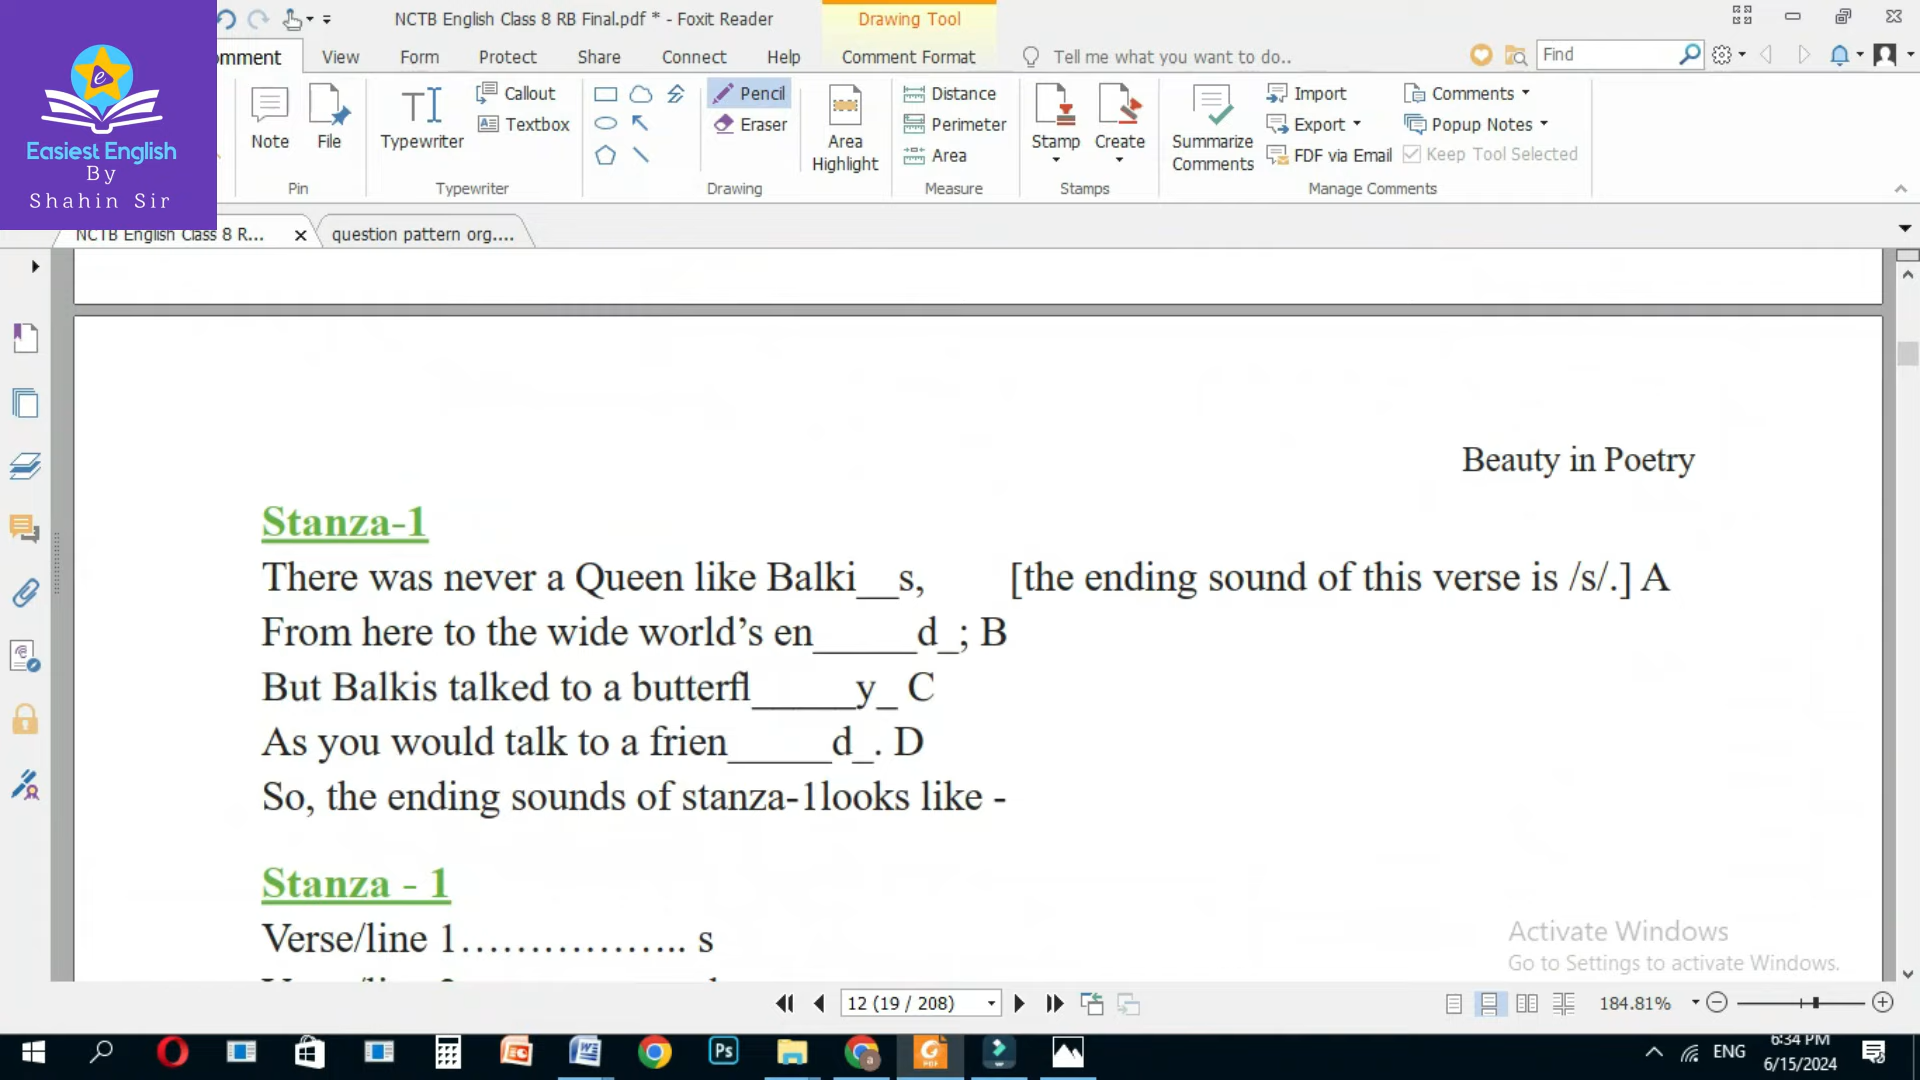 NCTB English Class 8 RB Final.pdf * - Foxit Reader
Drawing Tool
omment View Form Protect Share Connect Help Comment Format Tell me what you want to do.. Find
Note File Typewriter Callout Textbox Pencil Eraser Area Highlight Distance Perimeter Area Stamp Create Summarize Comments Import Export FDF via Email Comments Popup Notes Keep Tool Selected
Pin Typewriter Drawing Measure Stamps Manage Comments
e
Easiest English
By
Shahin Sir
NCTB English Class 8 R... question pattern org....
Beauty in Poetry
Stanza-1
There was never a Queen like Balki__s, [the ending sound of this verse is /s/.] A
From here to the wide world’s en_____d_; B
But Balkis talked to a butterfl_____y_ C
As you would talk to a frien_____d_. D
So, the ending sounds of stanza-1looks like -
Stanza - 1
Verse/line 1……………….. s
Activate Windows
Go to Settings to activate Windows.
12 (19 / 208) 184.81%
Ps ENG 6:34 PM
6/15/2024